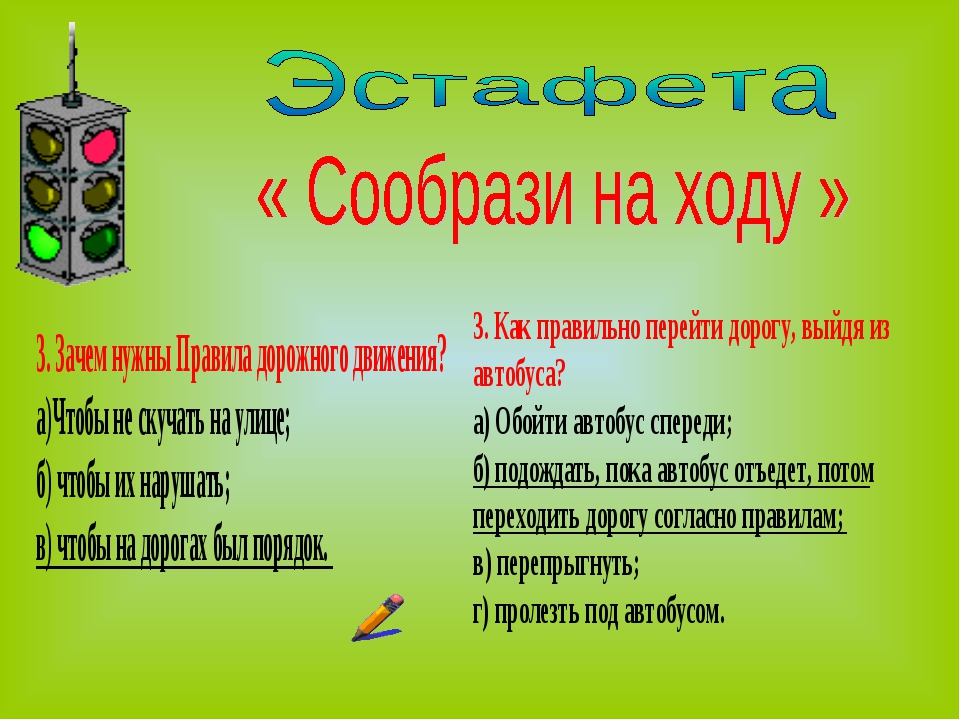 Эстафета
« Сообрази на ходу »
3. Зачем нужны Правила дорожного движения?
а)Чтобы не скучать на улице;
б) чтобы их нарушать;
в) чтобы на дорогах был порядок.
3. Как правильно перейти дорогу, выйдя из
автобуса?
а) Обойти автобус спереди;
б) подождать, пока автобус отъедет, потом
переходить дорогу согласно правилам;
в) перепрыгнуть;
г) пролезть под автобусом.